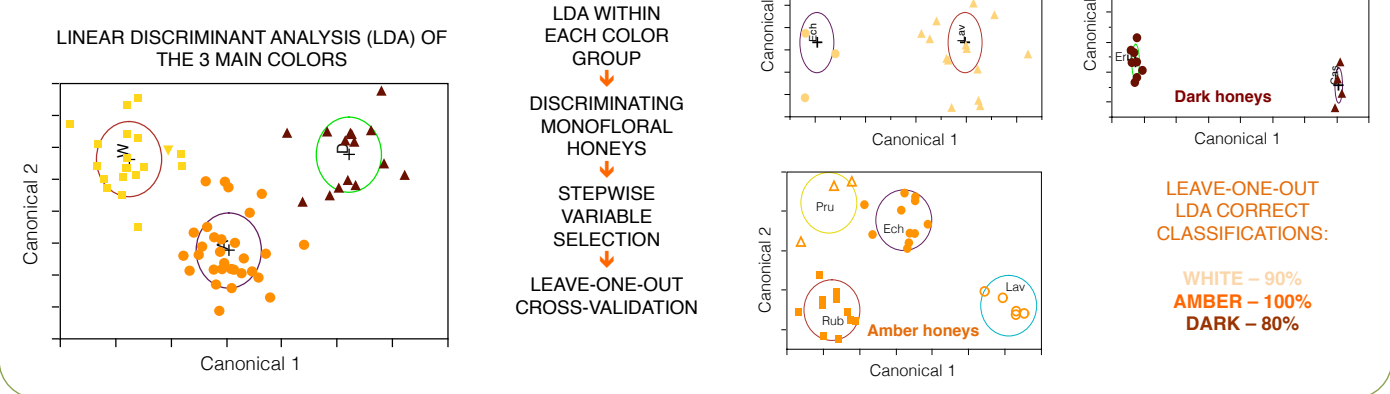 LINEAR DISCRIMINANT ANALYSIS (LDA) OF
THE 3 MAIN COLORS
W
D
Canonical 2
Canonical 1
LDA WITHIN
EACH COLOR
GROUP
DISCRIMINATING
MONOFLORAL
HONEYS
STEPWISE
VARIABLE
SELECTION
LEAVE-ONE-OUT
CROSS-VALIDATION
Canonical
Ech
Lav
Canonical 1
Canonical 2
Pru
Ech
Rub
Lav
Amber honeys
Canonical 1
Canonical
Dark honeys
Canonical 1
LEAVE-ONE-OUT
LDA CORRECT
CLASSIFICATIONS:
WHITE – 90%
AMBER – 100%
DARK – 80%